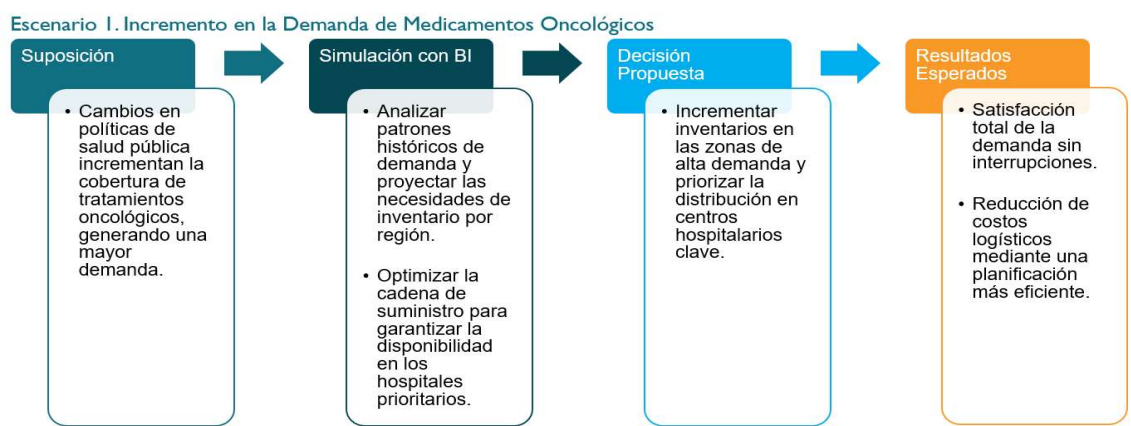 Escenario 1. Incremento en la Demanda de Medicamentos Oncológicos
Suposición
• Cambios en
políticas de
salud pública
incrementan la
cobertura de
tratamientos
oncológicos,
generando una
mayor
demanda.
Simulación con BI
• Analizar
patrones
históricos de
demanda y
proyectar las
necesidades de
inventario por
región.
• Optimizar la
cadena de
suministro para
garantizar la
disponibilidad
en los
hospitales
prioritarios.
Decisión
Propuesta
• Incrementar
inventarios en
las zonas de
alta demanda y
priorizar la
distribución en
centros
hospitalarios
clave.
Resultados
Esperados
• Satisfacción
total de la
demanda sin
interrupciones.
• Reducción de
costos
logísticos
mediante una
planificación
más eficiente.